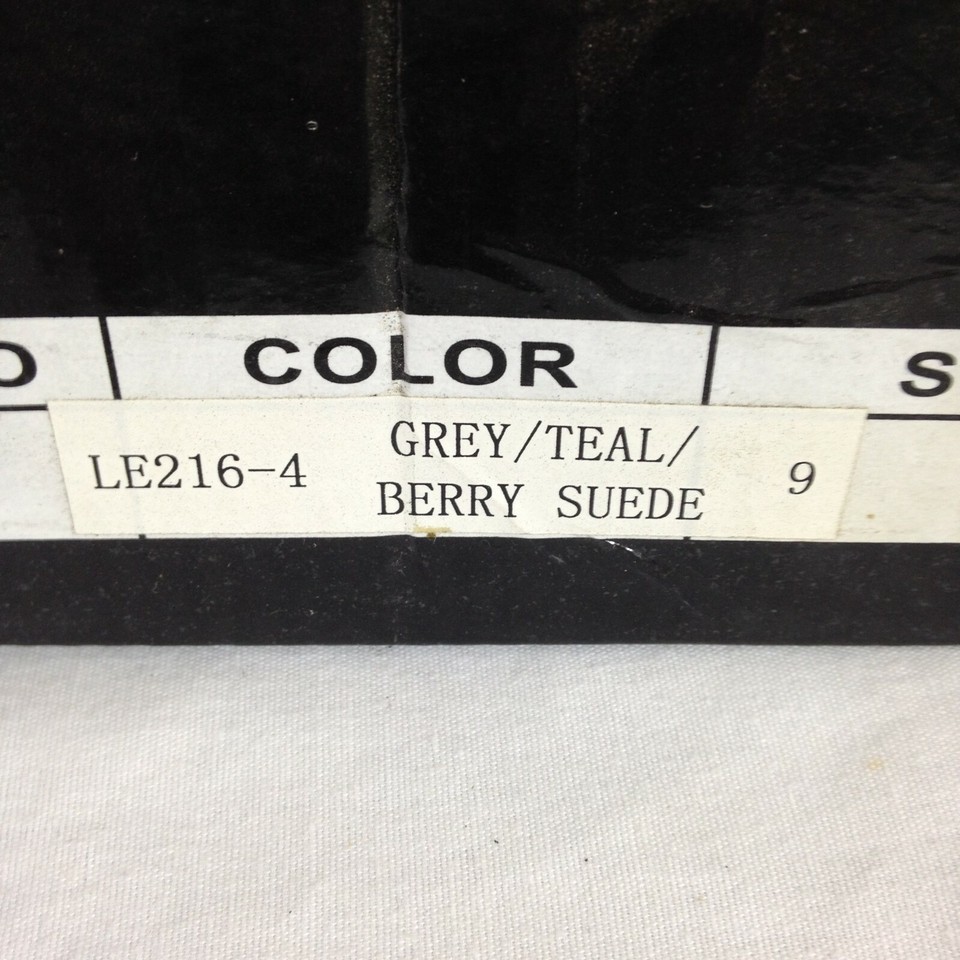 O COLOR S
LE216-4 GREY/TEAL/ 9
BERRY SUEDE